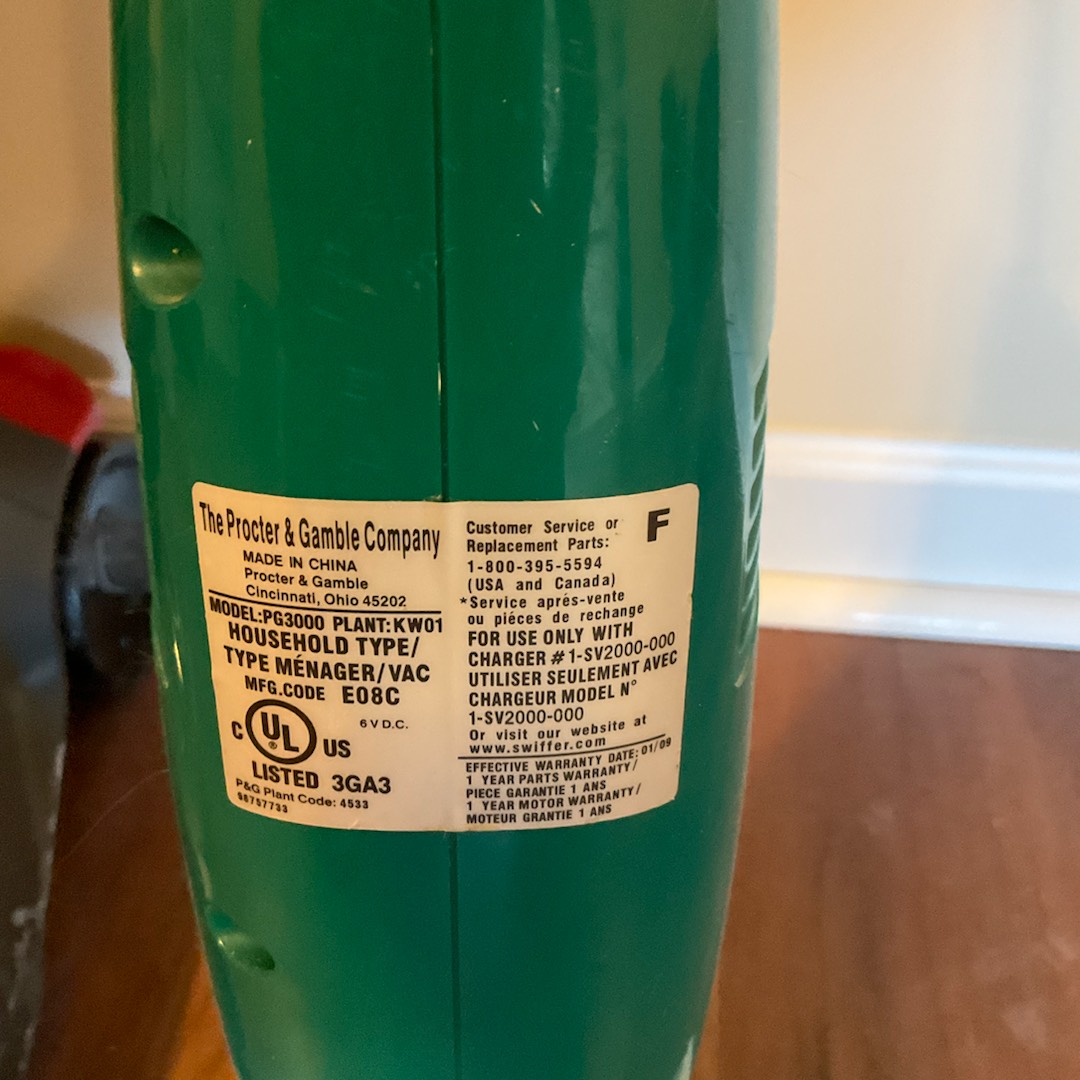 The Procter & Gamble Company
MADE IN CHINA
Procter & Gamble
Cincinnati, Ohio 45202
MODEL:PG3000 PLANT:KW01
HOUSEHOLD TYPE/
TYPE MÉNAGER/VAC
MFG.CODE E08C
6 V D.C.
C UL ® US
LISTED 3GA3
P&G Plant Code: 4533
98757733
F
Customer Service or
Replacement Parts:
1-800-395-5594
(USA and Canada)
*Service aprés-vente
ou piéces de rechange
FOR USE ONLY WITH
CHARGER #1-SV2000-000
UTILISER SEULEMENT AVEC
CHARGEUR MODEL N°
1-SV2000-000
Or visit our website at
www.swiffer.com
EFFECTIVE WARRANTY DATE: 01/09
1 YEAR PARTS WARRANTY/
PIECE GARANTIE 1 ANS
1 YEAR MOTOR WARRANTY/
MOTEUR GRANTIE 1 ANS